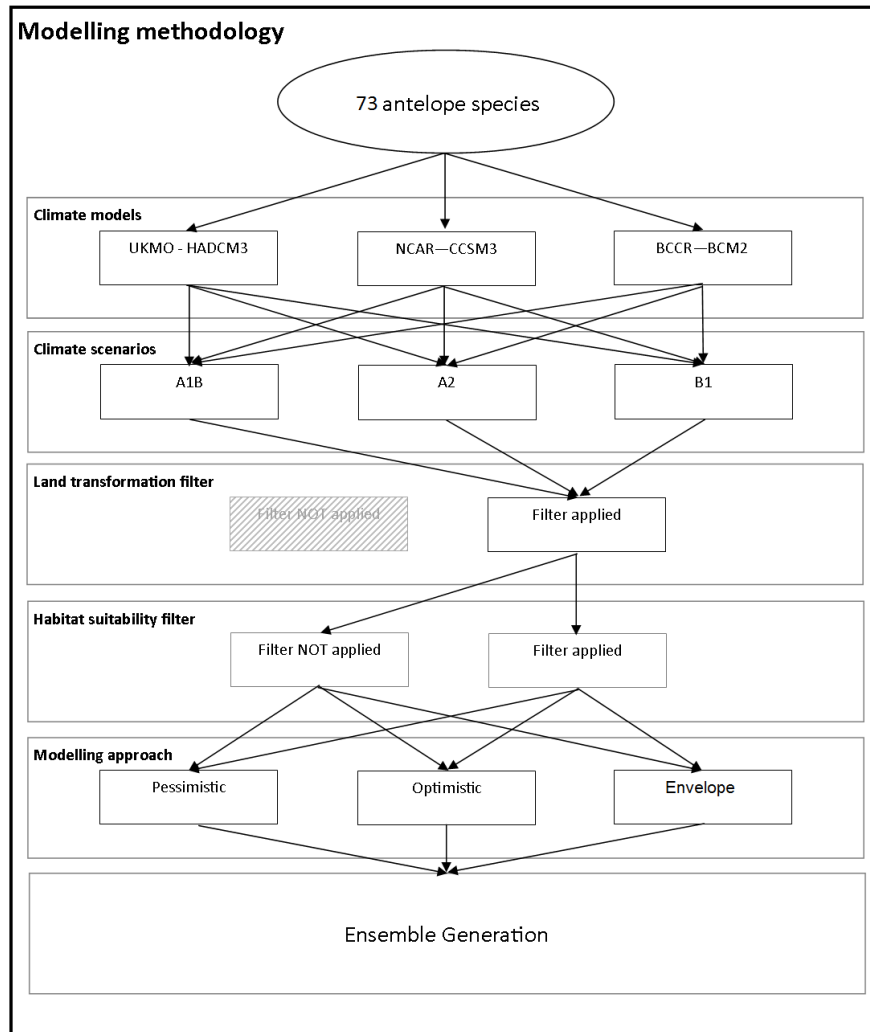 Modelling methodology
73 antelope species
Climate models
UKMO - HADCM3
NCAR—CCSM3
BCCR—BCM2
Climate scenarios
A1B
A2
B1
Land transformation filter
Filter NOT applied
Filter applied
Habitat suitability filter
Filter NOT applied
Filter applied
Modelling approach
Pessimistic
Optimistic
Envelope
Ensemble Generation